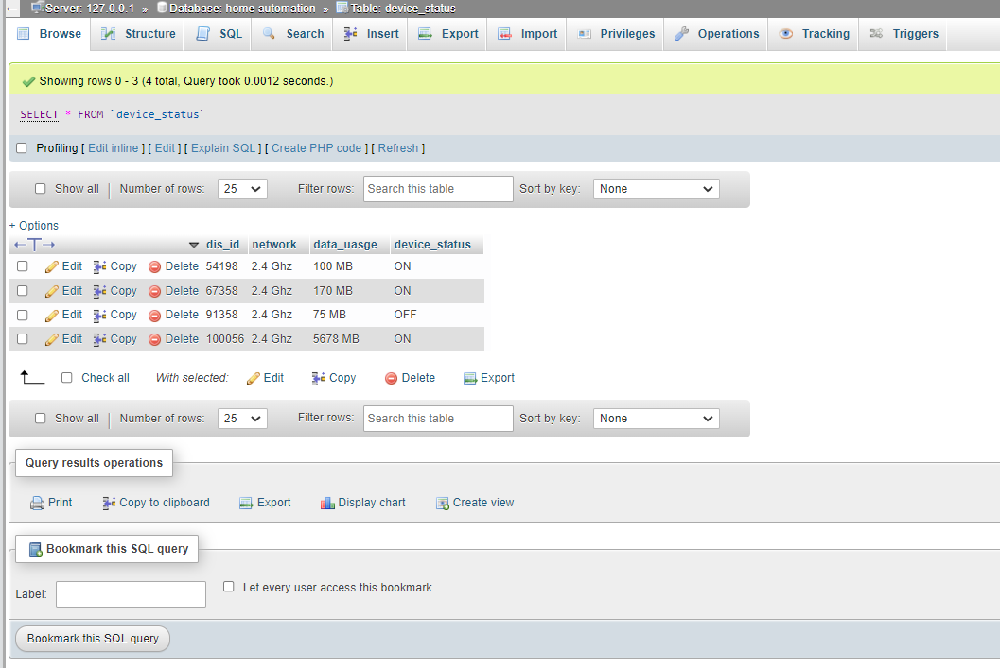 Server: 127.0.0.1 » Database: home automation » Table: device_status
Browse Structure SQL Search Insert Export Import Privileges Operations Tracking Triggers
Showing rows 0 - 3 (4 total, Query took 0.0012 seconds.)
SELECT * FROM `device_status`
Profiling [ Edit inline ] [ Edit ] [ Explain SQL ] [ Create PHP code ] [ Refresh ]
Show all Number of rows: 25 Filter rows: Search this table Sort by key: None
+ Options
←T→ dis_id network data_uasge device_status
Edit Copy Delete 54198 2.4 Ghz 100 MB ON
Edit Copy Delete 67358 2.4 Ghz 170 MB ON
Edit Copy Delete 91358 2.4 Ghz 75 MB OFF
Edit Copy Delete 100056 2.4 Ghz 5678 MB ON
Check all With selected: Edit Copy Delete Export
Show all Number of rows: 25 Filter rows: Search this table Sort by key: None
Query results operations
Print Copy to clipboard Export Display chart Create view
Bookmark this SQL query
Label: Let every user access this bookmark
Bookmark this SQL query